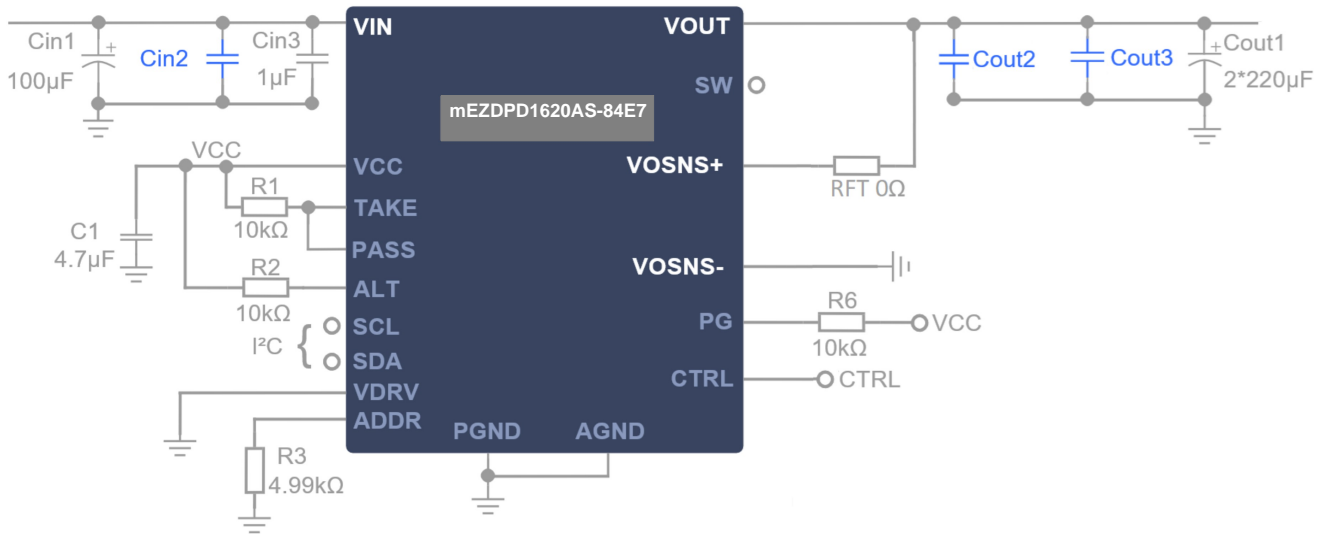 VIN
VOUT
Cin1
100µF
Cin2
Cin3
1µF
Cout2
Cout3
Cout1
2*220µF
SW
mEZDPD1620AS-84E7
VCC
VCC
VOSNS+
RFT 0Ω
R1
10kΩ
TAKE
PASS
C1
4.7µF
R2
10kΩ
ALT
VOSNS-
I²C
SCL
SDA
PG
R6
10kΩ
VCC
VDRV
CTRL
CTRL
ADDR
PGND
AGND
R3
4.99kΩ